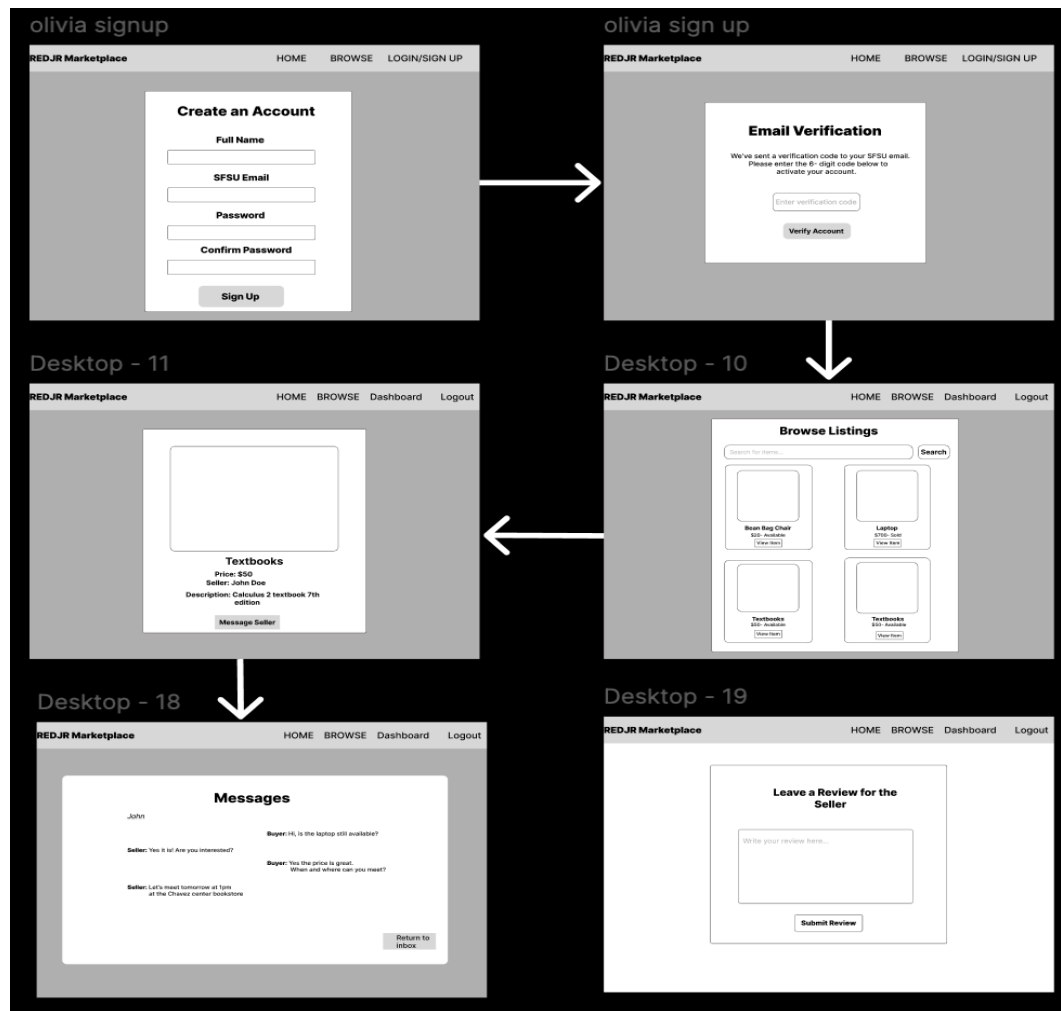 olivia signup
REDJR Marketplace HOME BROWSE LOGIN/SIGN UP
Create an Account
Full Name
SFSU Email
Password
Confirm Password
Sign Up
olivia sign up
REDJR Marketplace HOME BROWSE LOGIN/SIGN UP
Email Verification
We've sent a verification code to your SFSU email.
Please enter the 6- digit code below to
activate your account.
Enter verification code
Verify Account
Desktop - 11
REDJR Marketplace HOME BROWSE Dashboard Logout
Textbooks
Price: $50
Seller: John Doe
Description: Calculus 2 textbook 7th
edition
Message Seller
Desktop - 10
REDJR Marketplace HOME BROWSE Dashboard Logout
Browse Listings
Search for items... Search
Bean Bag Chair
$20- Available
View Item
Laptop
$700- Sold
View Item
Textbooks
$50- Available
View Item
Textbooks
$50- Available
View Item
Desktop - 18
REDJR Marketplace HOME BROWSE Dashboard Logout
Messages
John
Buyer: Hi, is the laptop still available?
Seller: Yes it is! Are you interested?
Buyer: Yes the price is great.
When and where can you meet?
Seller: Let's meet tomorrow at 1pm
at the Chavez center bookstore
Return to
inbox
Desktop - 19
REDJR Marketplace HOME BROWSE Dashboard Logout
Leave a Review for the
Seller
Write your review here...
Submit Review